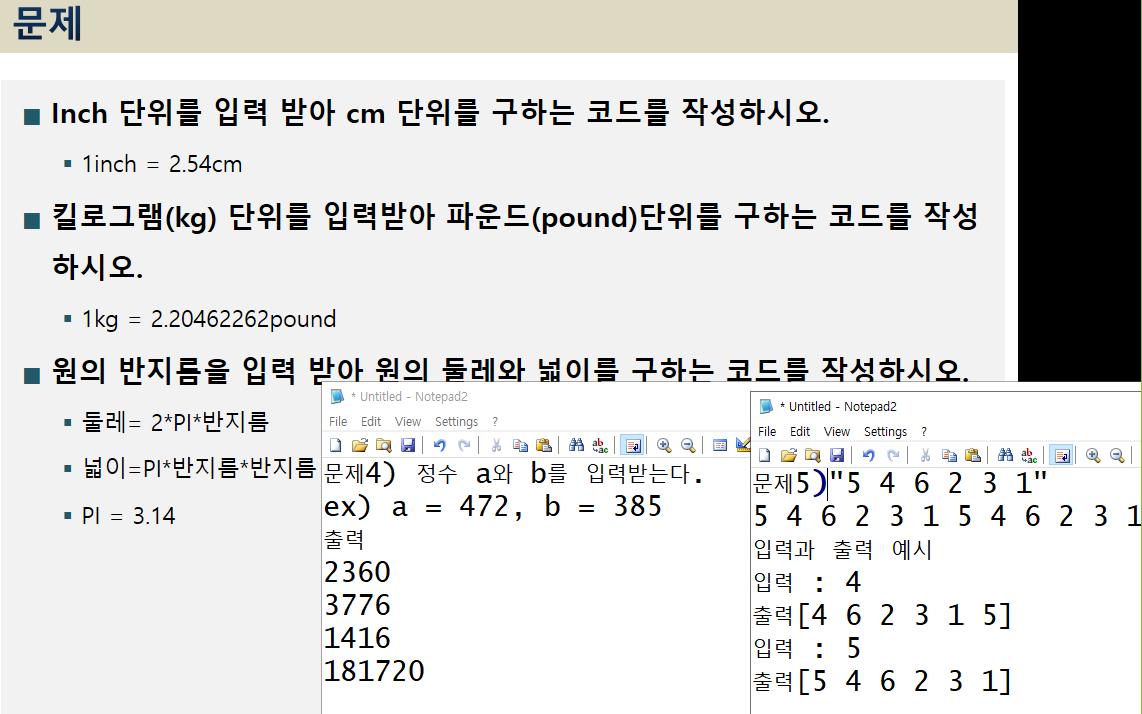 문제
Inch 단위를 입력 받아 cm 단위를 구하는 코드를 작성하시오.
1inch = 2.54cm
킬로그램(kg) 단위를 입력받아 파운드(pound)단위를 구하는 코드를 작성
하시오.
1kg = 2.20462262pound
원의 반지름을 입력 받아 원의 둘레와 넓이를 구하는 코드를 작성하시오.
둘레= 2*PI*반지름
넓이=PI*반지름*반지름
PI = 3.14
* Untitled - Notepad2
File Edit View Settings ?
문제4) 정수 a와 b를 입력받는다.
ex) a = 472, b = 385
출력
2360
3776
1416
181720
* Untitled - Notepad2
File Edit View Settings ?
문제5)"5 4 6 2 3 1"
5 4 6 2 3 1 5 4 6 2 3 1
입력과 출력 예시
입력 : 4
출력[4 6 2 3 1 5]
입력 : 5
출력[5 4 6 2 3 1]